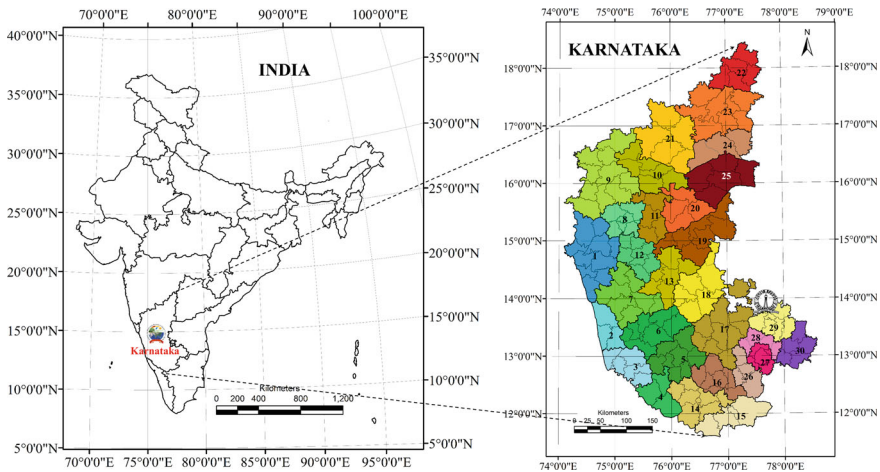 70°0'0"E 75°0'0"E 80°0'0"E 85°0'0"E 90°0'0"E 95°0'0"E 100°0'0"E
40°0'0"N
35°0'0"N
30°0'0"N
25°0'0"N
20°0'0"N
15°0'0"N
10°0'0"N
5°0'0"N
35°0'0"N
30°0'0"N
25°0'0"N
20°0'0"N
15°0'0"N
10°0'0"N
5°0'0"N
INDIA
Karnataka
Kilometers
0 200 400 800 1,200
70°0'0"E 75°0'0"E 80°0'0"E 85°0'0"E 90°0'0"E 95°0'0"E
74°0'0"E 75°0'0"E 76°0'0"E 77°0'0"E 78°0'0"E 79°0'0"E
KARNATAKA
N
18°0'0"N
17°0'0"N
16°0'0"N
15°0'0"N
14°0'0"N
13°0'0"N
12°0'0"N
18°0'0"N
17°0'0"N
16°0'0"N
15°0'0"N
14°0'0"N
13°0'0"N
12°0'0"N
22
23
21
24
9
10
25
20
11
8
19
1
12
13
18
7
2
6
17
29
28
30
5
27
3
16
26
4
14
15
Kilometers
0 25 50 100 150
74°0'0"E 75°0'0"E 76°0'0"E 77°0'0"E 78°0'0"E